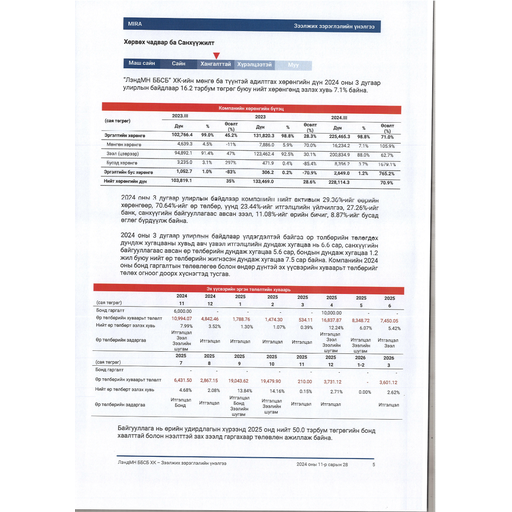 MIRA Зээлжих зэрэглэлийн үнэлгээ
Хөрвөх чадвар ба Санхүүжилт
Маш сайн Сайн Хангалттай Хүрэлцээтэй Муу
"ЛэндМН ББСБ" ХК-ийн мөнгө ба түүнтэй адилтгах хөрөнгийн дүн 2024 оны 3 дугаар
улирлын байдлаар 16.2 тэрбум төгрөг буюу нийт хөрөнгөнд эзлэх хувь 7.1% байна.
Компанийн хөрөнгийн бүтэц
(сая төгрөг) 2023.III 2023 2024.III
Дүн % Өсөлт (%) Дүн % Өсөлт (%) Дүн % Өсөлт (%)
Эргэлтийн хөрөнгө 102,766.4 99.0% 45.2% 131,820.3 98.8% 28.3% 225,465.3 98.8% 71.0%
Мөнгөн хөрөнгө 4,639.3 4.5% -11% 7,886.0 5.9% 70.0% 16,234.2 7.1% 105.9%
Зээл (цэврээр) 94,892.1 91.4% 47% 123,462.4 92.5% 30.1% 200,834.9 88.0% 62.7%
Бусад хөрөнгө 3,235.0 3.1% 297% 471.9 0.4% -85.4% 8,396.2 3.7%
Эргэлтийн бус хөрөнгө 1,052.7 1.0% -83% 306.2 0.2% -70.9% 2,649.0 1.2% 765.2%
Нийт хөрөнгийн дүн 103,819.1 35% 133,469.0 28.6% 228,114.3 70.9%
2024 оны 3 дугаар улирлын байдлаар компанийн нийт активын 29.36%-ийг өөрийн
хөрөнгөөр, 70.64%-ийг өр төлбөр, үүнд 23.44%-ийг итгэлцлийн үйлчилгээ, 27.26%-ийг
банк, санхүүгийн байгууллагаас авсан зээл, 11.08%-ийг өрийн бичиг, 8.87%-ийг бусад
өглөг бүрдүүлж байна.
2024 оны 3 дугаар улирлын байдлаар үлдэгдэлтэй байгаа өр төлбөрийн төлөгдөх
дундаж хугацааны хувьд авч үзвэл итгэлцлийн дундаж хугацаа нь 6.6 сар, санхүүгийн
байгууллагаас авсан өр төлбөрийн дундаж хугацаа 5.6 сар, бондын дундаж хугацаа 1.2
жил буюу нийт өр төлбөрийн жигнэсэн дундаж хугацаа 7.5 сар байна. Компанийн 2024
оны бонд гаргалтын төлөвлөгөө болон өндөр дүнтэй эх үүсвэрийн хуваарьт төлбөрийг
төлөх огноог доорх хүснэгтэд тусгав.
Эх үүсвэрийн эргэн төлөлтийн хуваарь
(сая төгрөг) 2024 11 2024 12 2025 1 2025 2 2025 3 2025 4 2025 5 2025 6
Бонд гаргалт 6,000.00 - - - - 10,000.00 - -
Өр төлбөрийн хуваарьт төлөлт 10,994.07 4,842.46 1,788.76 1,474.20 534.11 16,857.87 8,348.72 7,460.05
Нийт өр төлбөрт эзлэх хувь 7.99% 3.52% 1.30% 1.07% 0.39% 12.24% 6.07% 5.42%
Өр төлбөрийн задаргаа Итгэлцэл Зээл Зээлийн шугам Итгэлцэл Итгэлцэл Итгэлцэл Итгэлцэл Итгэлцэл Зээл Зээлийн шугам Итгэлцэл Зээлийн шугам Итгэлцэл Зээл
(сая төгрөг) 2025 7 2025 8 2025 9 2025 10 2025 11 2025 12 2026 1-2 2026 3
Бонд гаргалт - - - - - - - -
Өр төлбөрийн хуваарьт төлөлт 6,431.50 2,867.15 19,043.62 19,479.90 210.00 3,731.12 - 3,601.12
Нийт өр төлбөрт эзлэх хувь 4.68% 2.08% 13.84% 14.16% 0.15% 2.71% 0.00% 2.62%
Өр төлбөрийн задаргаа Итгэлцэл Бонд Итгэлцэл Итгэлцэл Бонд Зээлийн шугам Итгэлцэл Зээлийн шугам Итгэлцэл Итгэлцэл Итгэлцэл
Байгууллага нь өрийн удирдлагын хүрээнд 2025 онд нийт 50.0 тэрбум төгрөгийн бонд
хаалттай болон нээлттэй зах зээлд гаргахаар төлөвлөн ажиллаж байна.
ЛэндМН ББСБ ХК – Зээлжих зэрэглэлийн үнэлгээ 2024 оны 11-р сарын 28 5